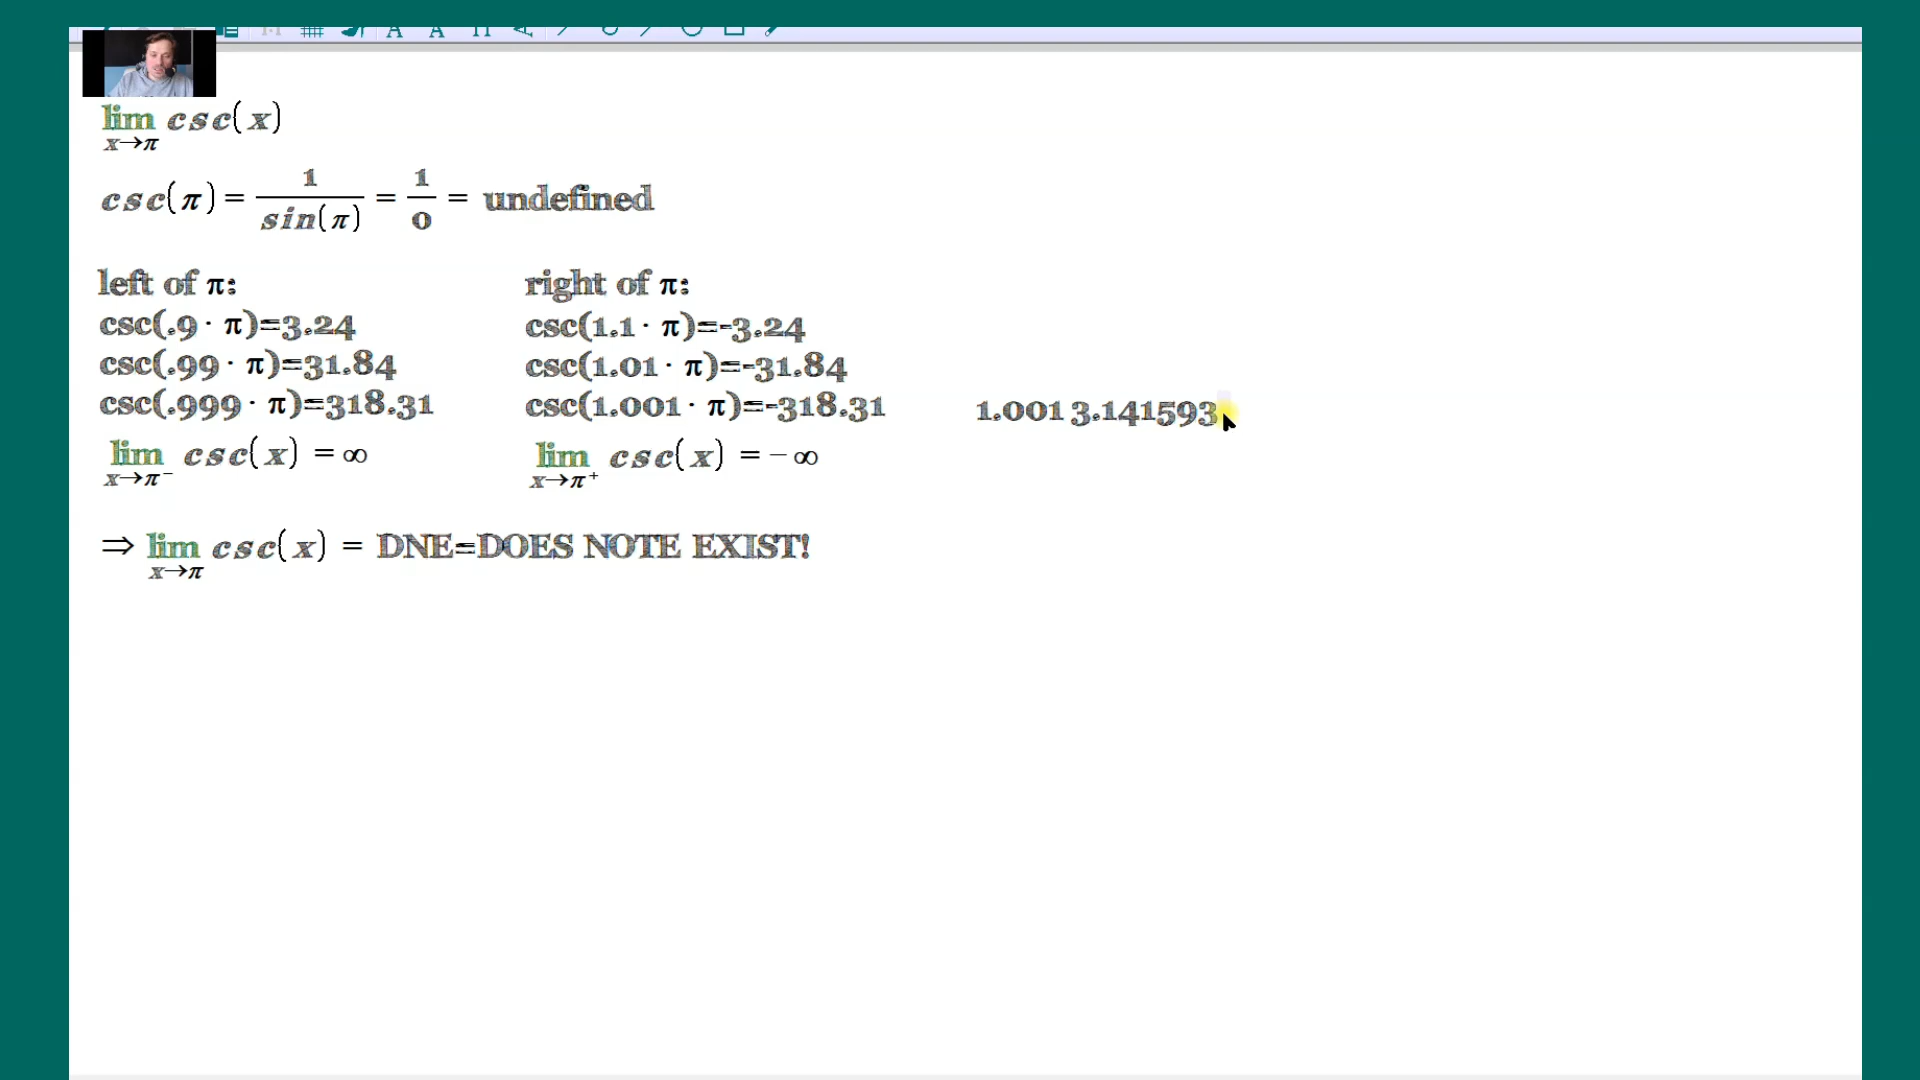 lim csc(x)
x→π
csc(π) = 1/sin(π) = 1/0 = undefined
left of π:
csc(.9· π)=3.24
csc(.99· π)=31.84
csc(.999· π)=318.31
lim csc(x) = ∞
x→π⁻
right of π:
csc(1.1· π)=-3.24
csc(1.01· π)=-31.84
csc(1.001· π)=-318.31
lim csc(x) = −∞
x→π⁺
1.001 3.141593
⇒ lim csc(x) = DNE=DOES NOTE EXIST!
x→π